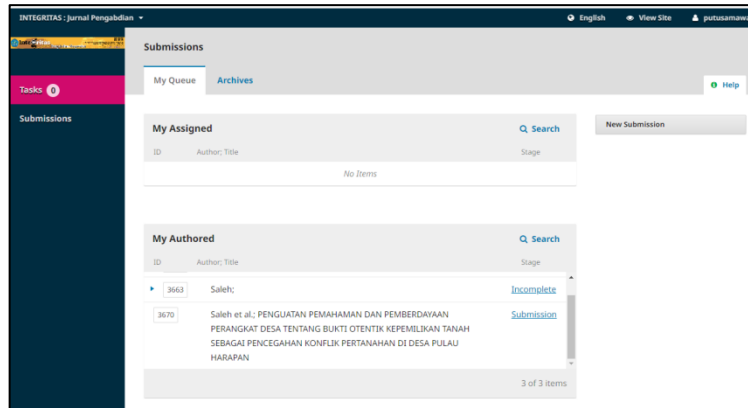 INTEGRITAS : Jurnal Pengabdian
English
View Site
putusamawa
Submissions
My Queue
Archives
Help
Tasks 0
Submissions
My Assigned
Search
ID
Author; Title
Stage
No Items
New Submission
My Authored
Search
ID
Author; Title
Stage
3663
Saleh;
Incomplete
3670
Saleh et al.; PENGUATAN PEMAHAMAN DAN PEMBERDAYAAN
Submission
PERANGKAT DESA TENTANG BUKTI OTENTIK KEPEMILIKAN TANAH
SEBAGAI PENCEGAHAN KONFLIK PERTANAHAN DI DESA PULAU
HARAPAN
3 of 3 items